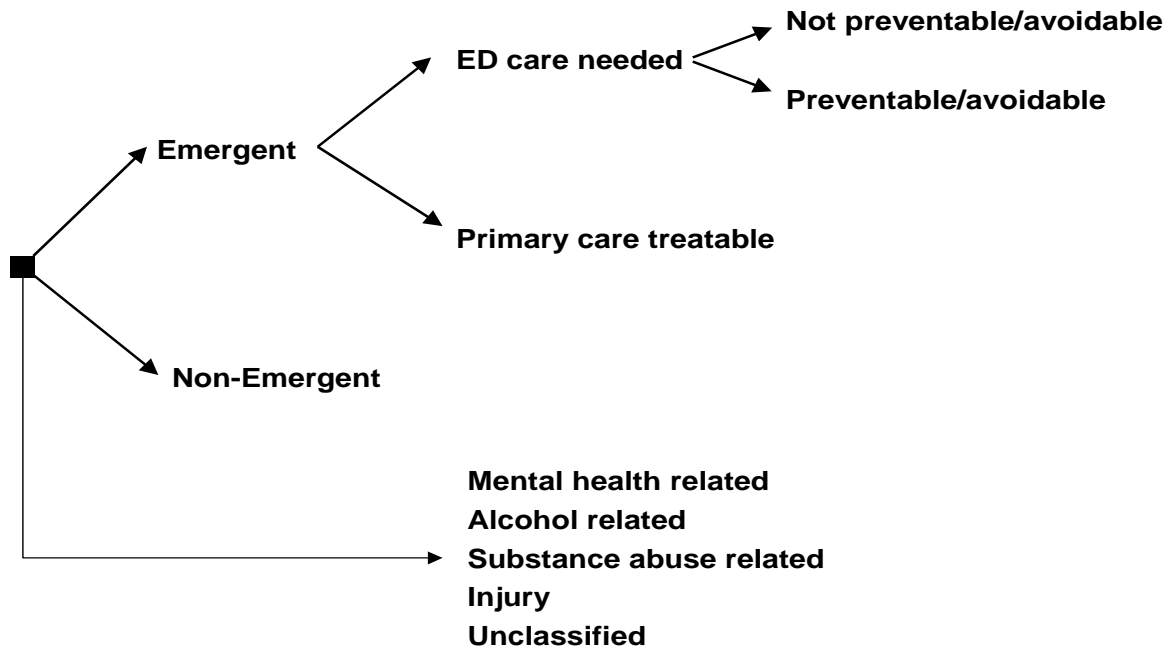 Not preventable/avoidable
ED care needed
Preventable/avoidable
Emergent
Primary care treatable
Non-Emergent
Mental health related
Alcohol related
Substance abuse related
Injury
Unclassified